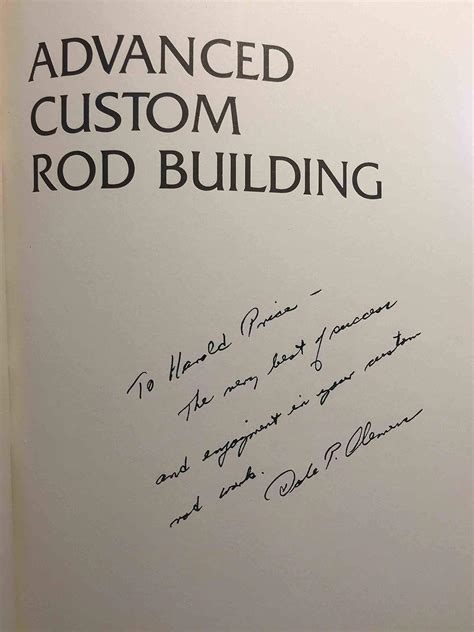 ADVANCED
CUSTOM
ROD BUILDING
To Harold Price —
The very best of success
and enjoyment in your custom
rod work.
Dale P. Clemens